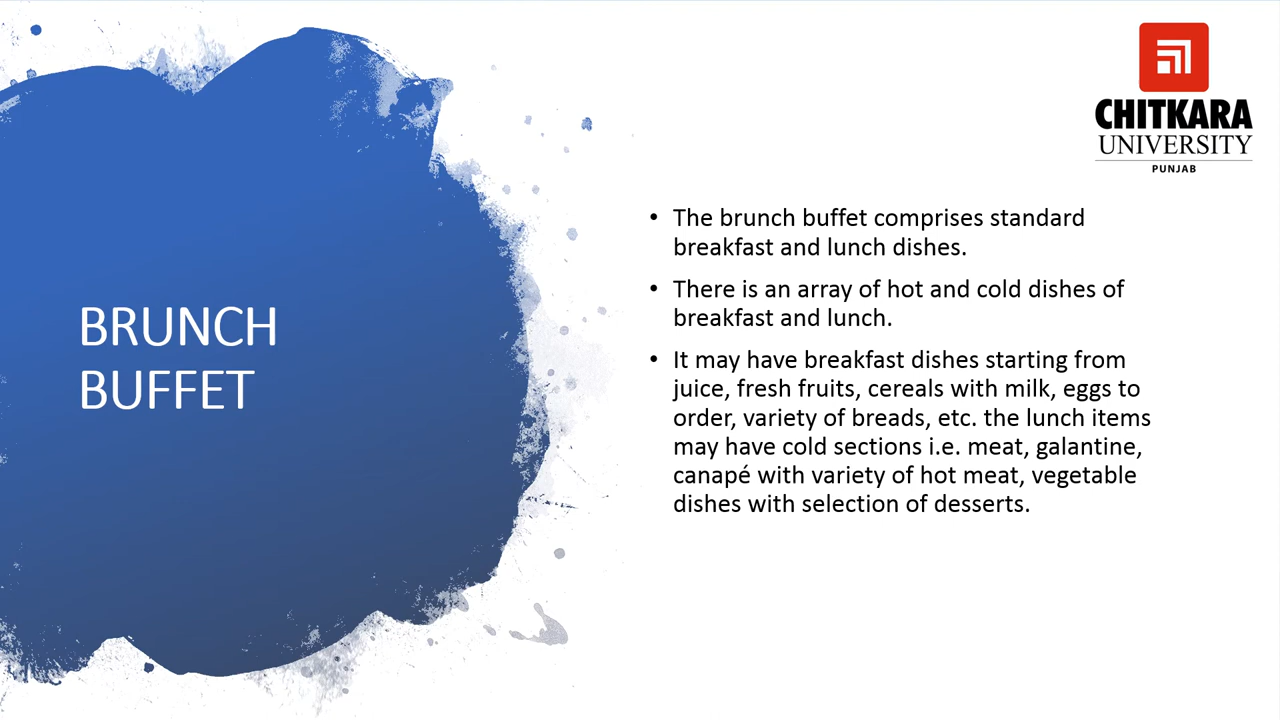 CHITKARA
UNIVERSITY
PUNJAB
BRUNCH
BUFFET
• The brunch buffet comprises standard
breakfast and lunch dishes.
• There is an array of hot and cold dishes of
breakfast and lunch.
• It may have breakfast dishes starting from
juice, fresh fruits, cereals with milk, eggs to
order, variety of breads, etc. the lunch items
may have cold sections i.e. meat, galantine,
canapé with variety of hot meat, vegetable
dishes with selection of desserts.